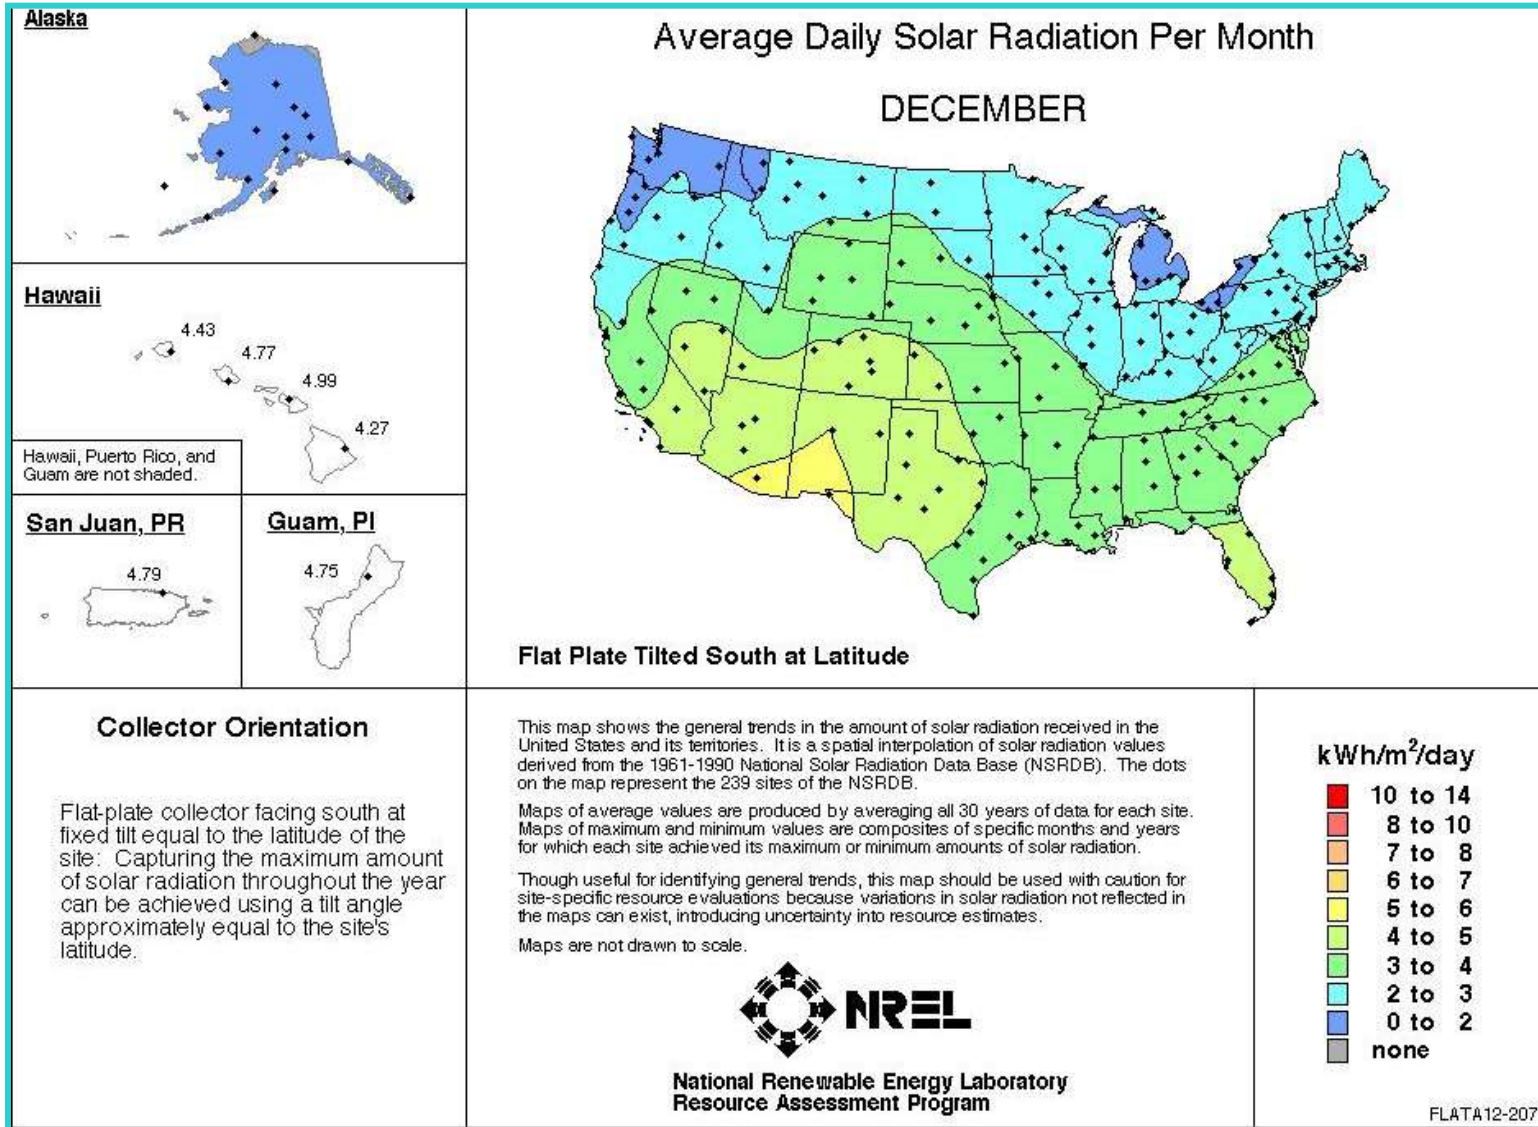 Alaska
Average Daily Solar Radiation Per Month
DECEMBER
Hawaii
4.43
4.77
4.99
4.27
Hawaii, Puerto Rico, and
Guam are not shaded.
San Juan, PR
4.79
Guam, PI
4.75
Flat Plate Tilted South at Latitude
Collector Orientation
Flat-plate collector facing south at
fixed tilt equal to the latitude of the
site: Capturing the maximum amount
of solar radiation throughout the year
can be achieved using a tilt angle
approximately equal to the site's
latitude.
This map shows the general trends in the amount of solar radiation received in the
United States and its territories. It is a spatial interpolation of solar radiation values
derived from the 1961-1990 National Solar Radiation Data Base (NSRDB). The dots
on the map represent the 239 sites of the NSRDB.
Maps of average values are produced by averaging all 30 years of data for each site.
Maps of maximum and minimum values are composites of specific months and years
for which each site achieved its maximum or minimum amounts of solar radiation.
Though useful for identifying general trends, this map should be used with caution for
site-specific resource evaluations because variations in solar radiation not reflected in
the maps can exist, introducing uncertainty into resource estimates.
Maps are not drawn to scale.
NREL
National Renewable Energy Laboratory
Resource Assessment Program
kWh/m²/day
10 to 14
8 to 10
7 to 8
6 to 7
5 to 6
4 to 5
3 to 4
2 to 3
0 to 2
none
FLATA12-207